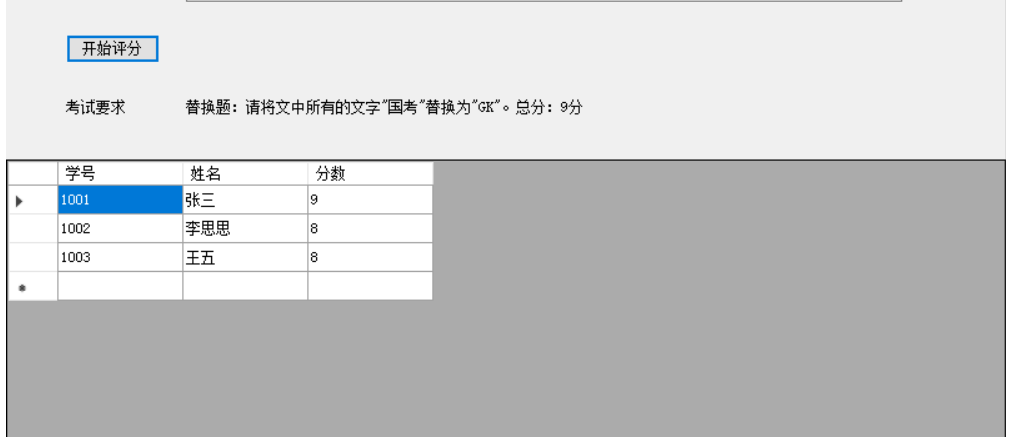 开始评分
考试要求 替换题：请将文中所有的文字"国考"替换为"GK"。总分：9分
学号 姓名 分数
1001 张三 9
1002 李思思 8
1003 王五 8